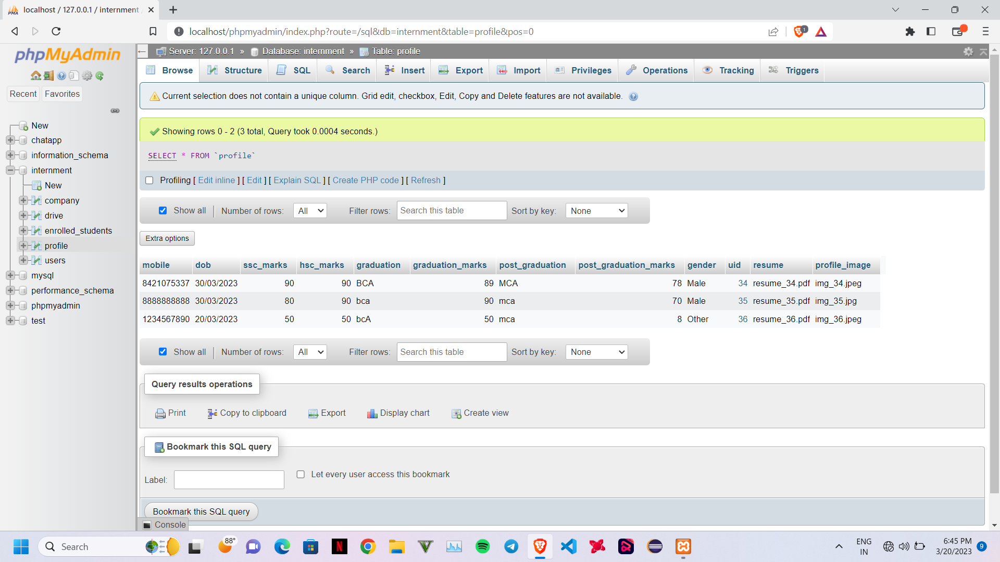 localhost / 127.0.0.1 / internment
localhost/phpmyadmin/index.php?route=/sql&db=internment&table=profile&pos=0
1
phpMyAdmin
Recent Favorites
New
chatapp
information_schema
internment
New
company
drive
enrolled_students
profile
users
mysql
performance_schema
phpmyadmin
test
Server: 127.0.0.1 » Database: internment » Table: profile
Browse Structure SQL Search Insert Export Import Privileges Operations Tracking Triggers
Current selection does not contain a unique column. Grid edit, checkbox, Edit, Copy and Delete features are not available.
Showing rows 0 - 2 (3 total, Query took 0.0004 seconds.)
SELECT * FROM `profile`
Profiling [ Edit inline ] [ Edit ] [ Explain SQL ] [ Create PHP code ] [ Refresh ]
Show all Number of rows: All Filter rows: Search this table Sort by key: None
Extra options
mobile dob ssc_marks hsc_marks graduation graduation_marks post_graduation post_graduation_marks gender uid resume profile_image
8421075337 30/03/2023 90 90 BCA 89 MCA 78 Male 34 resume_34.pdf img_34.jpeg
8888888888 30/03/2023 80 90 bca 90 mca 70 Male 35 resume_35.pdf img_35.jpg
1234567890 20/03/2023 50 50 bcA 50 mca 8 Other 36 resume_36.pdf img_36.jpeg
Show all Number of rows: All Filter rows: Search this table Sort by key: None
Query results operations
Print Copy to clipboard Export Display chart Create view
Bookmark this SQL query
Label: Let every user access this bookmark
Bookmark this SQL query
Console
Search
88°
ENG
IN
6:45 PM
3/20/2023
9